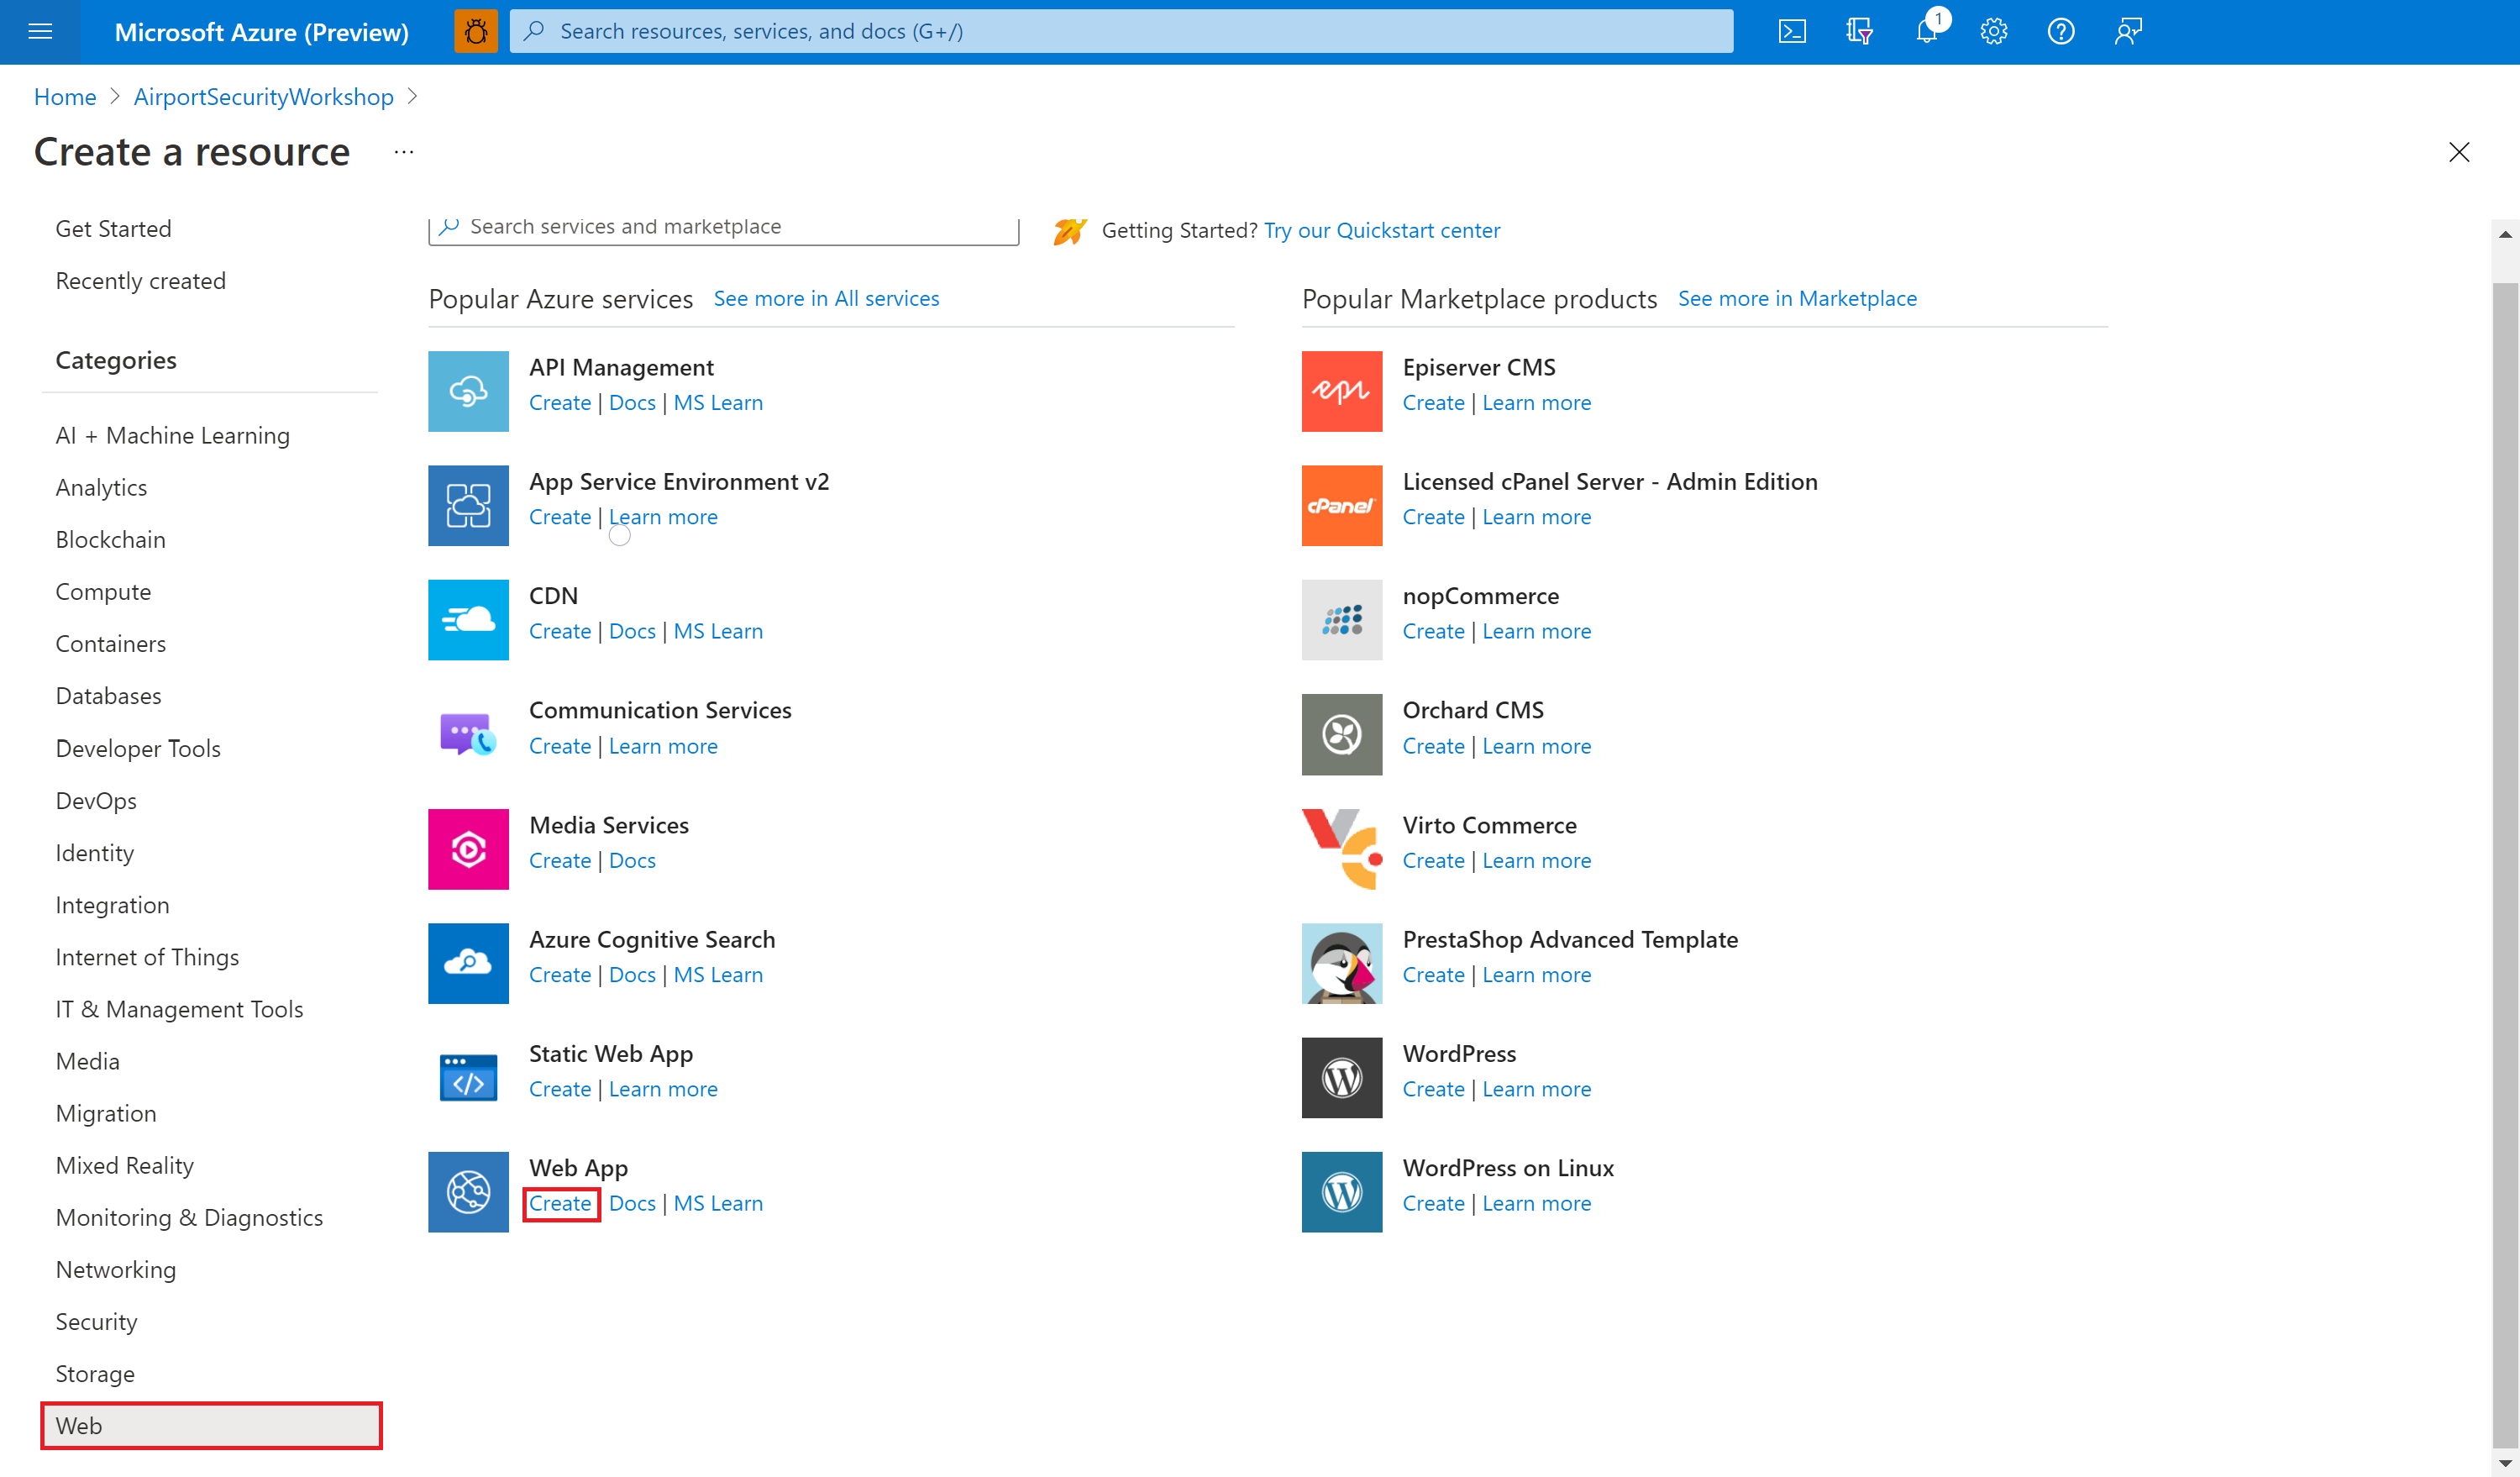 Microsoft Azure (Preview)
Search resources, services, and docs (G+/)
1
Home > AirportSecurityWorkshop >
Create a resource ...
Get Started
Recently created
Categories
AI + Machine Learning
Analytics
Blockchain
Compute
Containers
Databases
Developer Tools
DevOps
Identity
Integration
Internet of Things
IT & Management Tools
Media
Migration
Mixed Reality
Monitoring & Diagnostics
Networking
Security
Storage
Web
Search services and marketplace
Getting Started? Try our Quickstart center
Popular Azure services See more in All services
API Management
Create | Docs | MS Learn
App Service Environment v2
Create | Learn more
CDN
Create | Docs | MS Learn
Communication Services
Create | Learn more
Media Services
Create | Docs
Azure Cognitive Search
Create | Docs | MS Learn
Static Web App
Create | Learn more
Web App
Create Docs | MS Learn
Popular Marketplace products See more in Marketplace
epi
Episerver CMS
Create | Learn more
cPanel
Licensed cPanel Server - Admin Edition
Create | Learn more
nopCommerce
Create | Learn more
Orchard CMS
Create | Learn more
Virto Commerce
Create | Learn more
PrestaShop Advanced Template
Create | Learn more
WordPress
Create | Learn more
WordPress on Linux
Create | Learn more